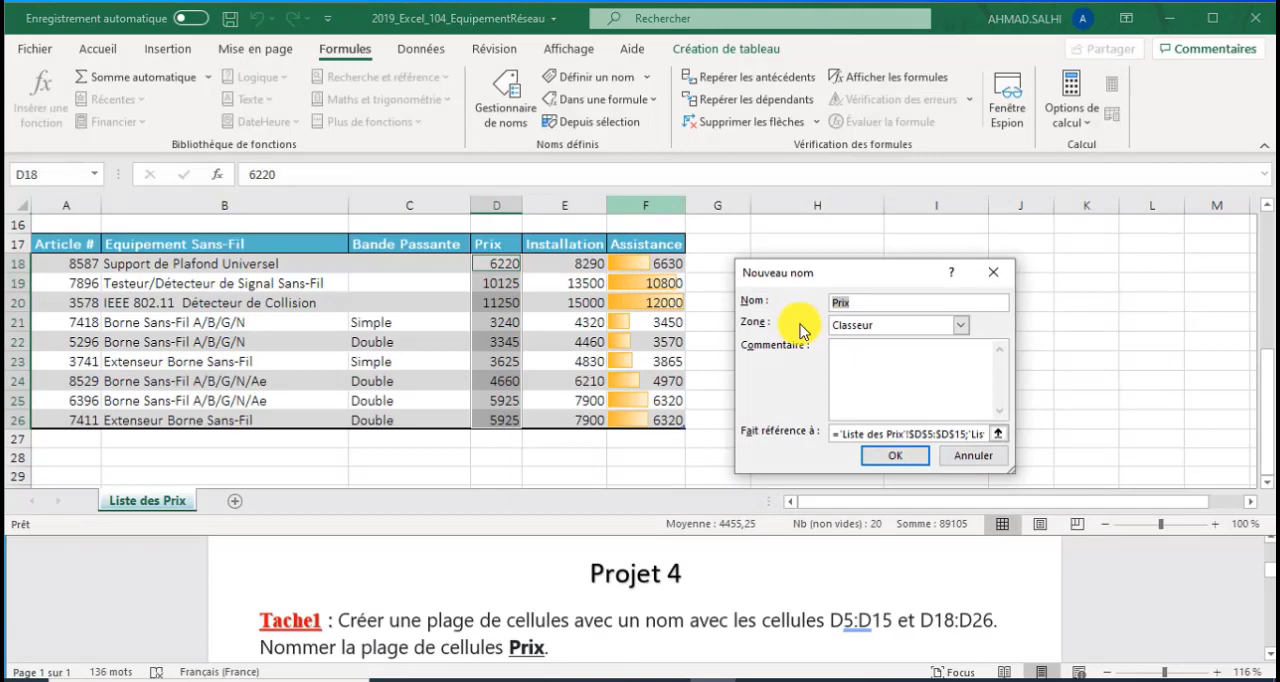 Enregistrement automatique 2019_Excel_104_EquipementRéseau Rechercher AHMAD.SALHI A
Fichier Accueil Insertion Mise en page Formules Données Révision Affichage Aide Création de tableau Partager Commentaires
fx Insérer une fonction
Somme automatique
Récentes
Financier
Logique
Texte
DateHeure
Recherche et référence
Maths et trigonométrie
Plus de fonctions
Bibliothèque de fonctions
Gestionnaire de noms
Définir un nom
Dans une formule
Depuis sélection
Noms définis
Repérer les antécédents
Repérer les dépendants
Supprimer les flèches
Afficher les formules
Vérification des erreurs
Évaluer la formule
Vérification des formules
Fenêtre Espion
Options de calcul
Calcul
D18 fx 6220
A B C D E F G H I J K L M
16
17 Article # Equipement Sans-Fil Bande Passante Prix Installation Assistance
18 8587 Support de Plafond Universel 6220 8290 6630
19 7896 Testeur/Détecteur de Signal Sans-Fil 10125 13500 10800
20 3578 IEEE 802.11 Détecteur de Collision 11250 15000 12000
21 7418 Borne Sans-Fil A/B/G/N Simple 3240 4320 3450
22 5296 Borne Sans-Fil A/B/G/N Double 3345 4460 3570
23 3741 Extenseur Borne Sans-Fil Simple 3625 4830 3865
24 8529 Borne Sans-Fil A/B/G/N/Ae Double 4660 6210 4970
25 6396 Borne Sans-Fil A/B/G/N/Ae Double 5925 7900 6320
26 7411 Extenseur Borne Sans-Fil Double 5925 7900 6320
27
28
29
Nouveau nom ?
Nom : Prix
Zone : Classeur
Commentaire :
Fait référence à : ='Liste des Prix'!$D$5:$D$15;'Lis
OK Annuler
Liste des Prix
Prêt Moyenne : 4455,25 Nb (non vides) : 20 Somme : 89105 100 %
Projet 4
Tache1 : Créer une plage de cellules avec un nom avec les cellules D5:D15 et D18:D26.
Nommer la plage de cellules Prix.
Page 1 sur 1 136 mots Français (France) Focus 116 %